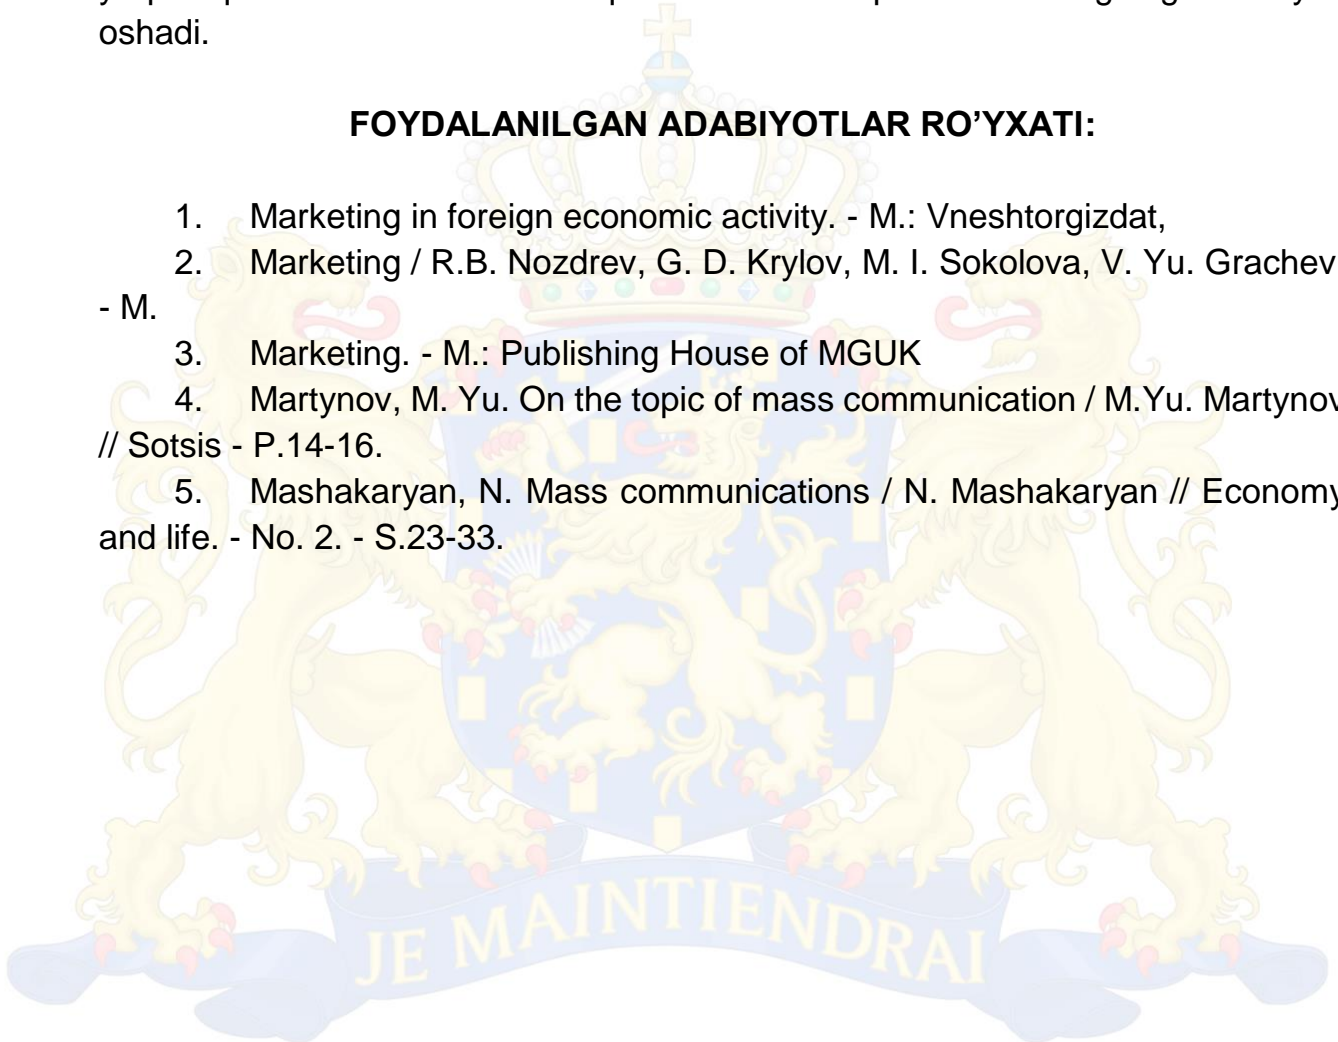 oshadi.
FOYDALANILGAN ADABIYOTLAR RO’YXATI:
1. Marketing in foreign economic activity. - M.: Vneshtorgizdat,
2. Marketing / R.B. Nozdrev, G. D. Krylov, M. I. Sokolova, V. Yu. Grachev
- M.
3. Marketing. - M.: Publishing House of MGUK
4. Martynov, M. Yu. On the topic of mass communication / M.Yu. Martynov
// Sotsis - P.14-16.
5. Mashakaryan, N. Mass communications / N. Mashakaryan // Economy
and life. - No. 2. - S.23-33.
JE MAINTIENDRAI